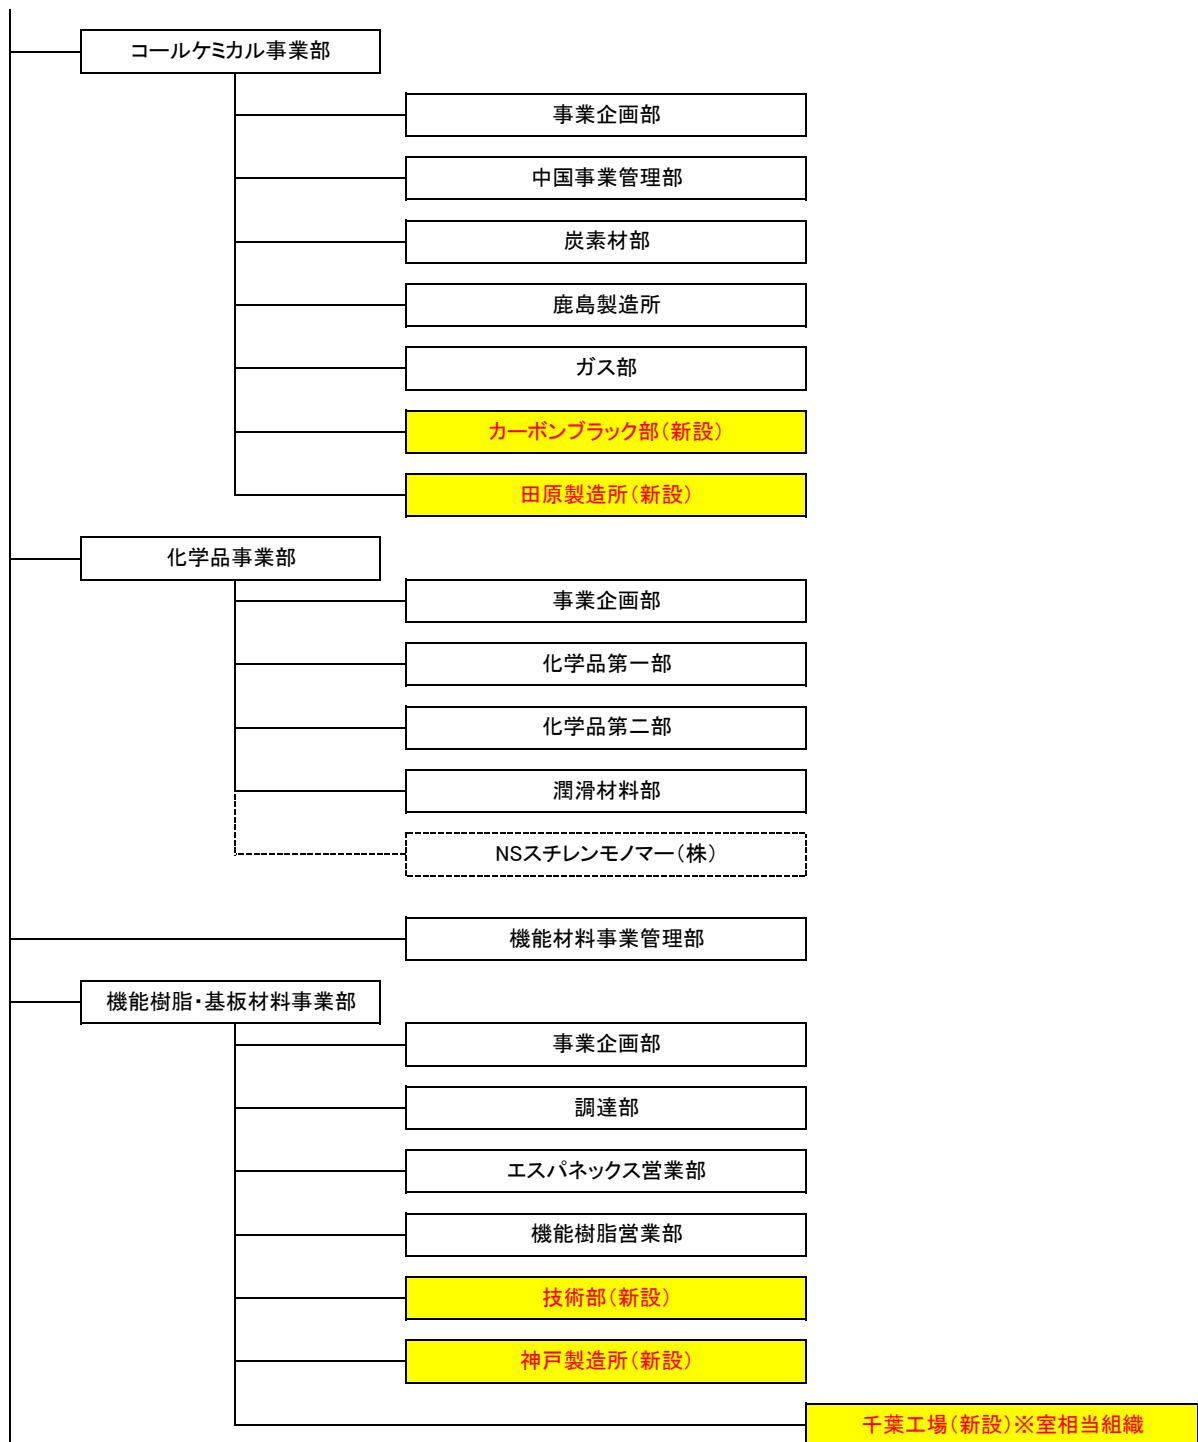 コールケミカル事業部
事業企画部
中国事業管理部
炭素材部
鹿島製造所
ガス部
カーボンブラック部(新設)
田原製造所(新設)
化学品事業部
事業企画部
化学品第一部
化学品第二部
潤滑材料部
NSスチレンモノマー(株)
機能材料事業管理部
機能樹脂・基板材料事業部
事業企画部
調達部
エスパネックス営業部
機能樹脂営業部
技術部(新設)
神戸製造所(新設)
千葉工場(新設)※室相当組織